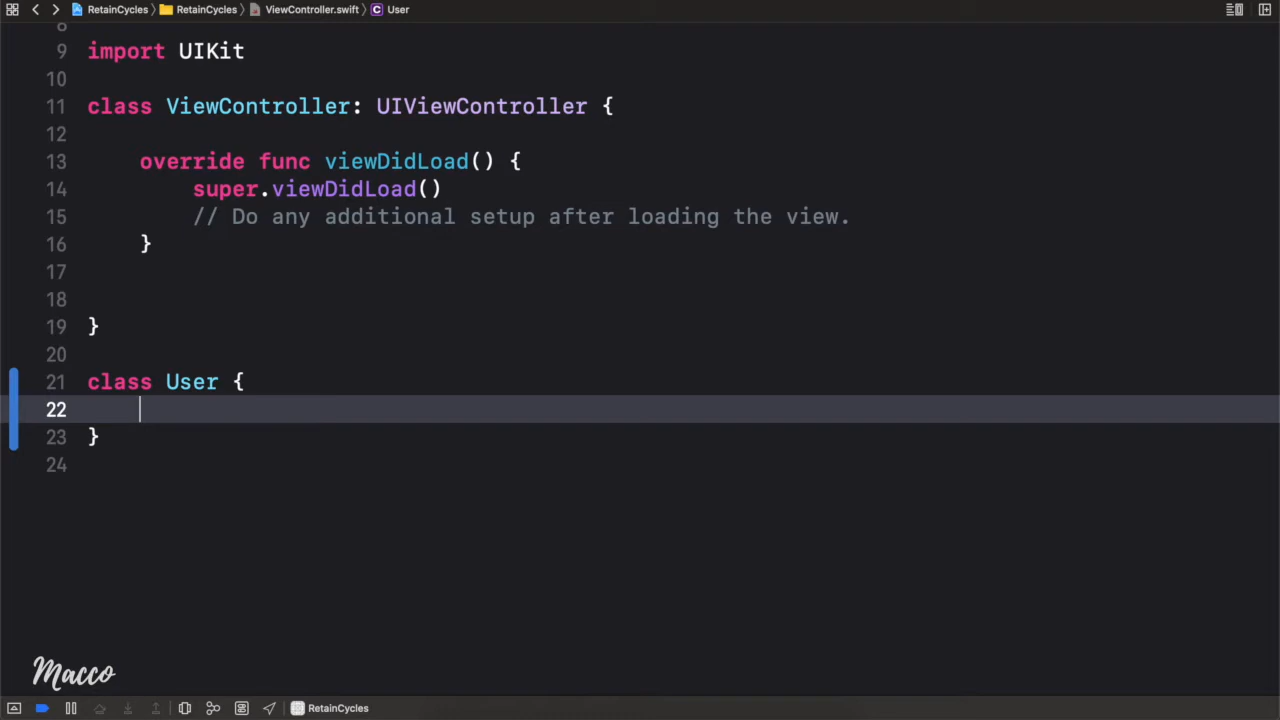 RetainCycles RetainCycles ViewController.swift C User
8
9 import UIKit
10
11 class ViewController: UIViewController {
12
13     override func viewDidLoad() {
14         super.viewDidLoad()
15         // Do any additional setup after loading the view.
16     }
17
18
19 }
20
21 class User {
22
23 }
24
Macco
RetainCycles